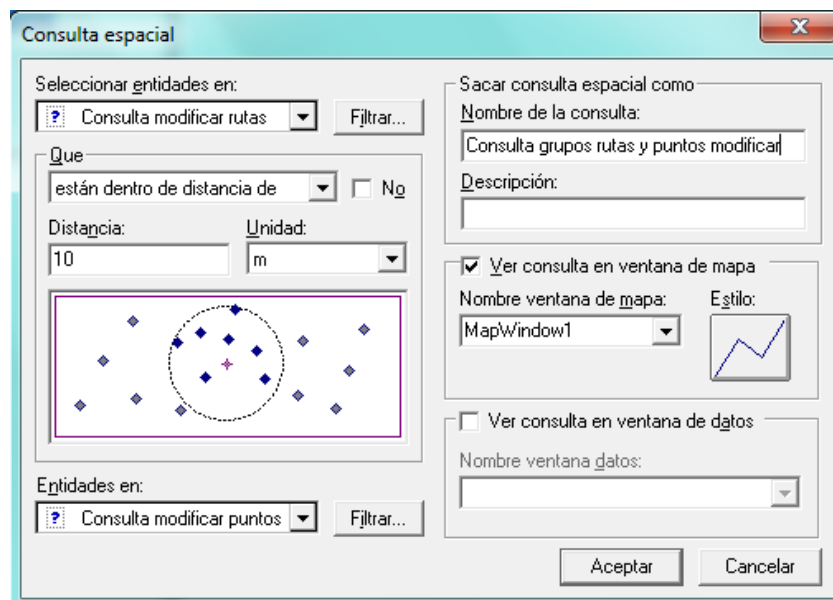 Consulta espacial
Seleccionar entidades en:
Consulta modificar rutas
Filtrar...
Que
están dentro de distancia de
No
Distancia:
Unidad:
10
m
Entidades en:
Consulta modificar puntos
Filtrar...
Sacar consulta espacial como
Nombre de la consulta:
Consulta grupos rutas y puntos modificar
Descripción:
Ver consulta en ventana de mapa
Nombre ventana de mapa:
Estilo:
MapWindow1
Ver consulta en ventana de datos
Nombre ventana datos:
Aceptar
Cancelar